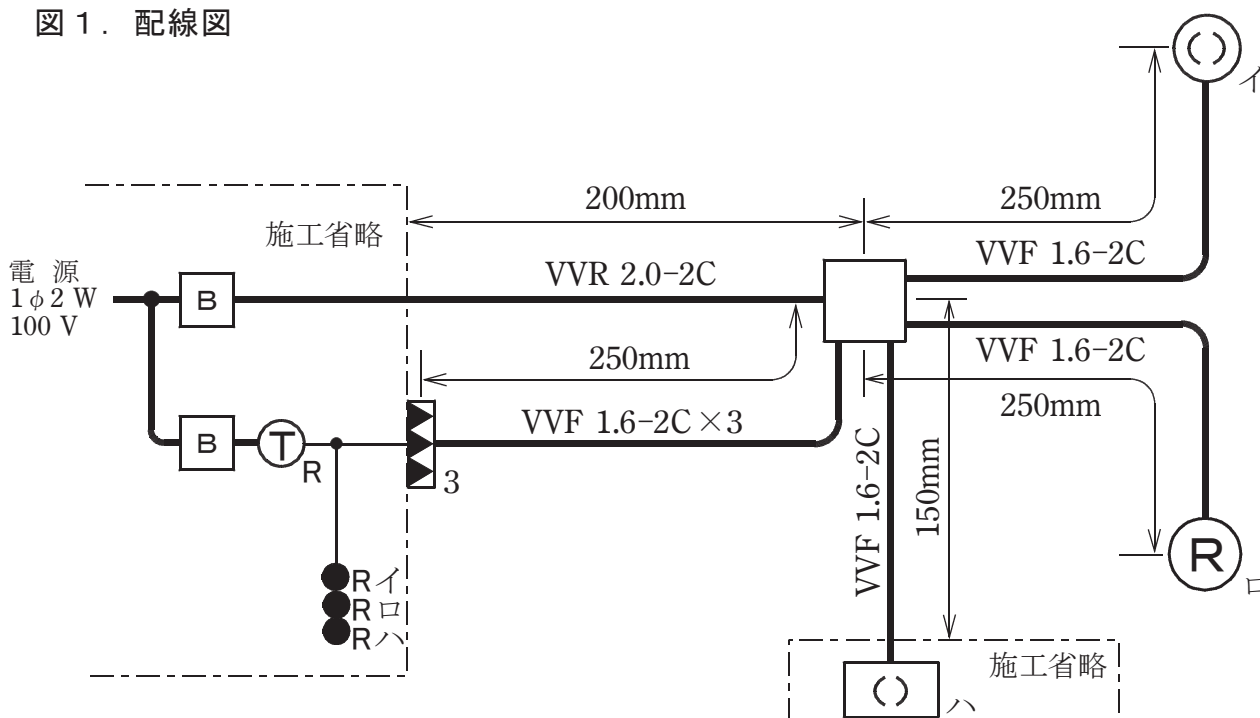 図1．配線図
イ
200mm
250mm
施工省略
VVF 1.6-2C
電 源
1φ2 W
100 V
B
VVR 2.0-2C
VVF 1.6-2C
250mm
250mm
B
T
R
VVF 1.6-2C×3
3
VVF 1.6-2C
150mm
R
ロ
Rイ
Rロ
Rハ
施工省略
ハ